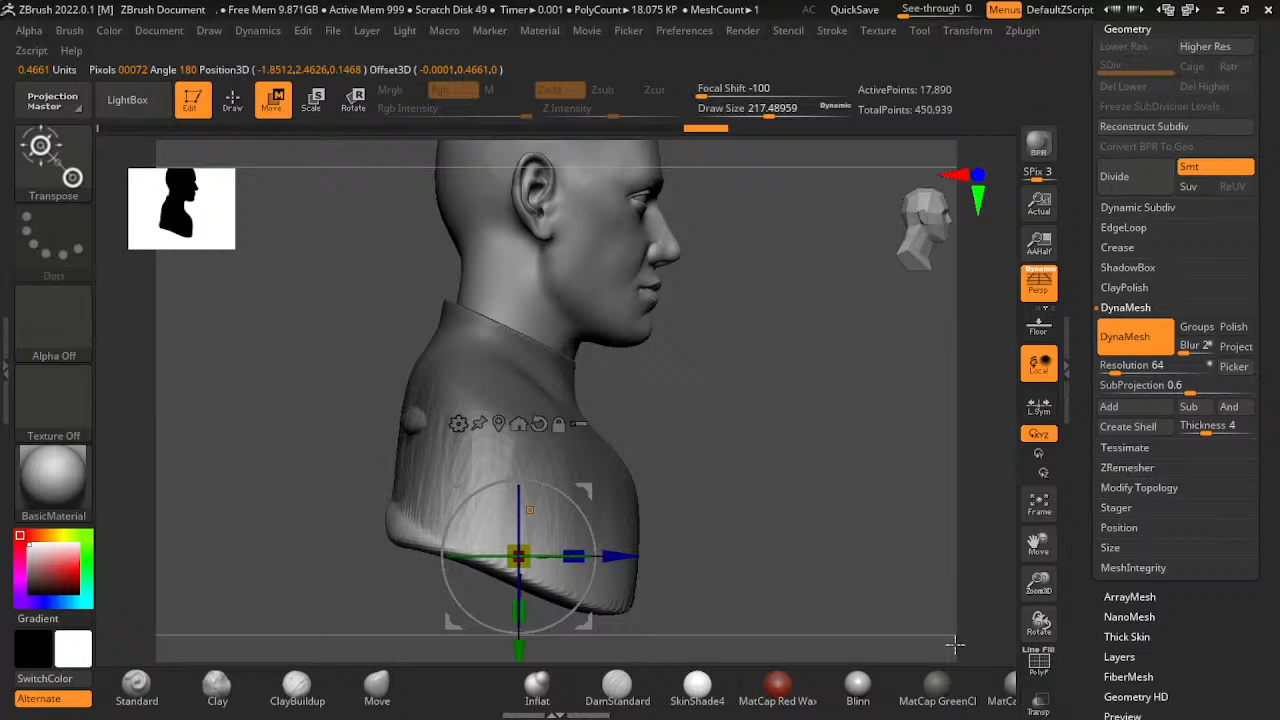 ZBrush 2022.0.1 [M] ZBrush Document . • Free Mem 9.871GB • Active Mem 999 • Scratch Disk 49 • Timer▶0.001 • PolyCount▶18.075 KP • MeshCount▶1 AC QuickSave See-through 0 Menus DefaultZScript
Alpha Brush Color Document Draw Dynamics Edit File Layer Light Macro Marker Material Movie Picker Preferences Render Stencil Stroke Texture Tool Transform Zplugin
Zscript Help
0.4661 Units Pixels 00072 Angle 180 Position3D ( -1.8512,2.4626,0.1468 ) Offset3D ( -0.0001,0.4661,0 )
Projection Master
LightBox
Edit
Draw
Move
Scale
Rotate
Mrgb Rgb M
Rgb Intensity
Zadd Zsub Zcut
Z Intensity
Focal Shift -100
Draw Size 217.48959 Dynamic
ActivePoints: 17,890
TotalPoints: 450,939
Transpose
Dots
Alpha Off
Texture Off
BasicMaterial
Gradient
SwitchColor
Alternate
BPR
SPix 3
Actual
AAHalf
Dynamic
Persp
Floor
Local
L.Sym
XYZ
Frame
Move
Zoom3D
Rotate
Line Fill
PolyF
Transp
Geometry
Lower Res Higher Res
SDiv Cage Rstr
Del Lower Del Higher
Freeze SubDivision Levels
Reconstruct Subdiv
Convert BPR To Geo
Divide Smt
Suv ReUV
Dynamic Subdiv
EdgeLoop
Crease
ShadowBox
ClayPolish
DynaMesh
DynaMesh Groups Polish
Blur 2 Project
Resolution 64 Picker
SubProjection 0.6
Add Sub And
Create Shell Thickness 4
Tessimate
ZRemesher
Modify Topology
Stager
Position
Size
MeshIntegrity
ArrayMesh
NanoMesh
Thick Skin
Layers
FiberMesh
Geometry HD
Preview
Standard Clay ClayBuildup Move Inflat DamStandard SkinShade4 MatCap Red Wax Blinn MatCap GreenCl MatCap